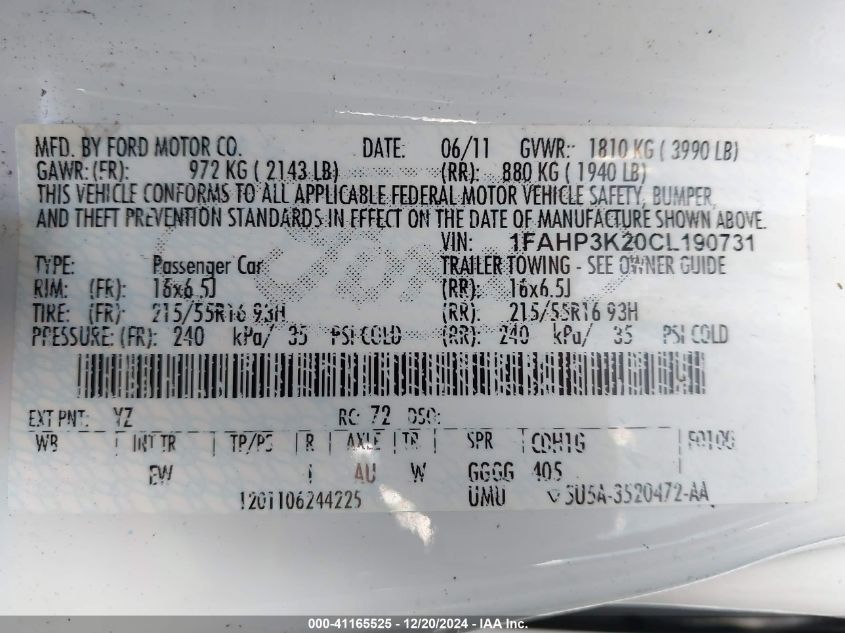 MFD. BY FORD MOTOR CO. DATE: 06/11 GVWR: 1810 KG ( 3990 LB)
GAWR: (FR): 972 KG ( 2143 LB) (RR): 880 KG ( 1940 LB)
THIS VEHICLE CONFORMS TO ALL APPLICABLE FEDERAL MOTOR VEHICLE SAFETY, BUMPER,
AND THEFT PREVENTION STANDARDS IN EFFECT ON THE DATE OF MANUFACTURE SHOWN ABOVE.
VIN: 1FAHP3K20CL190731
TYPE: Passenger Car TRAILER TOWING - SEE OWNER GUIDE
RIM: (FR): 16x6.5J (RR): 16x6.5J
TIRE: (FR) 215/55R16 93H (RR): 215/55R16 93H
PRESSURE: (FR): 240 kPa/ 35 PSI COLD (RR): 240 kPa/ 35 PSI COLD
EXT PNT: YZ RC: 72 DSO:
WB INT TR TP/PS R AXLE TR SPR
EW AU W GGGG 405
1201106244225 UMU 5U5A-3520472-AA
000-41165525 - 12/20/2024 - IAA Inc.